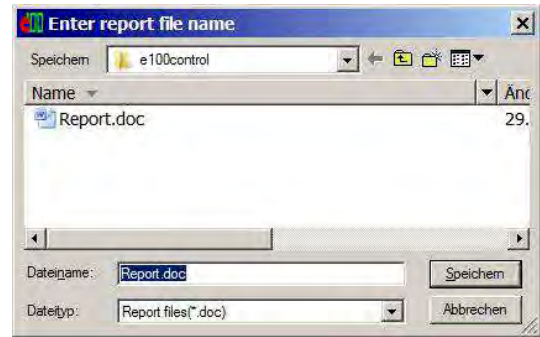 Enter report file name
Speichern e100control
Name Änd
Report.doc 29.
Dateiname: Report.doc Speichern
Dateityp: Report files(*.doc) Abbrechen